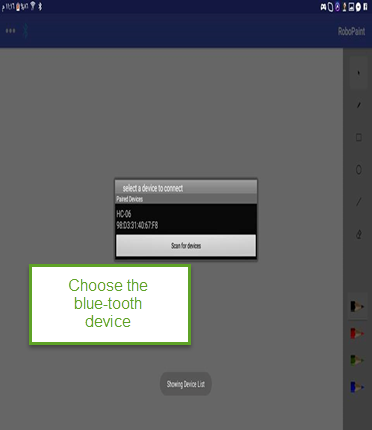 RoboPaint
select a device to connect
Paired Devices
HC-06
98:D3:31:40:67:F8
Scan for devices
Choose the
blue-tooth
device
Showing Device List